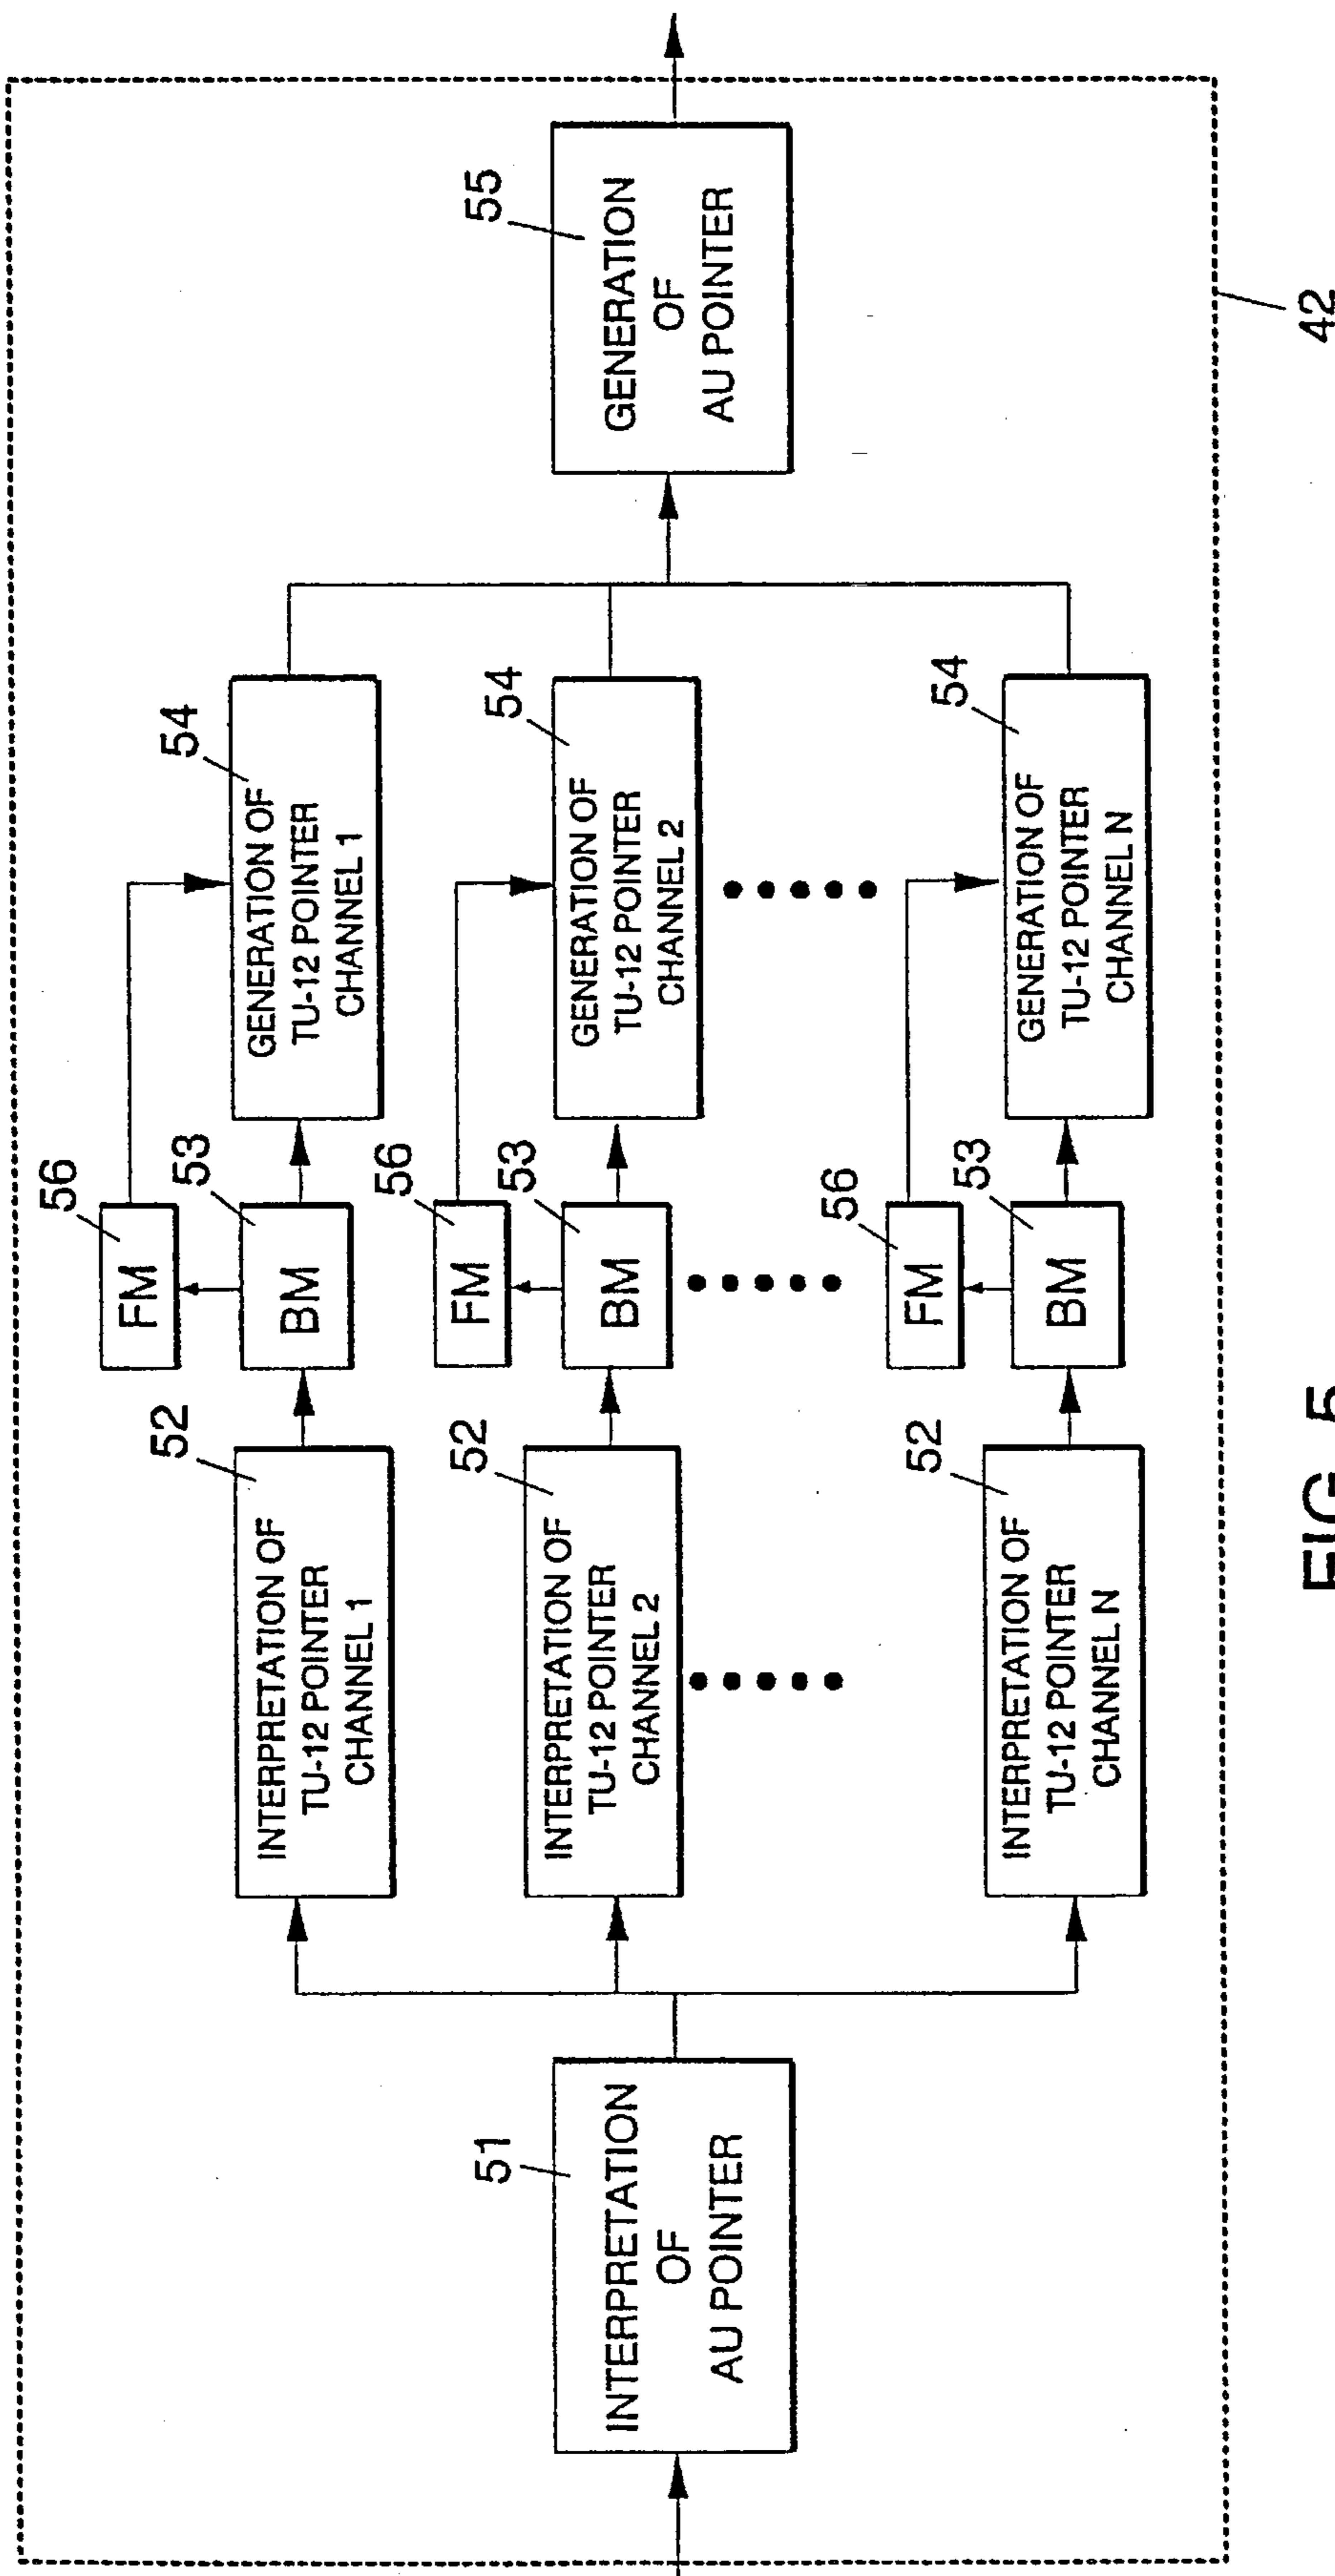 51
INTERPRETATION
OF
AU POINTER
52
INTERPRETATION OF
TU-12 POINTER
CHANNEL 1
52
INTERPRETATION OF
TU-12 POINTER
CHANNEL 2
52
INTERPRETATION OF
TU-12 POINTER
CHANNEL N
56
FM
53
BM
56
FM
53
BM
56
FM
53
BM
54
GENERATION OF
TU-12 POINTER
CHANNEL 1
54
GENERATION OF
TU-12 POINTER
CHANNEL 2
54
GENERATION OF
TU-12 POINTER
CHANNEL N
55
GENERATION
OF
AU POINTER
42
FIG. 5